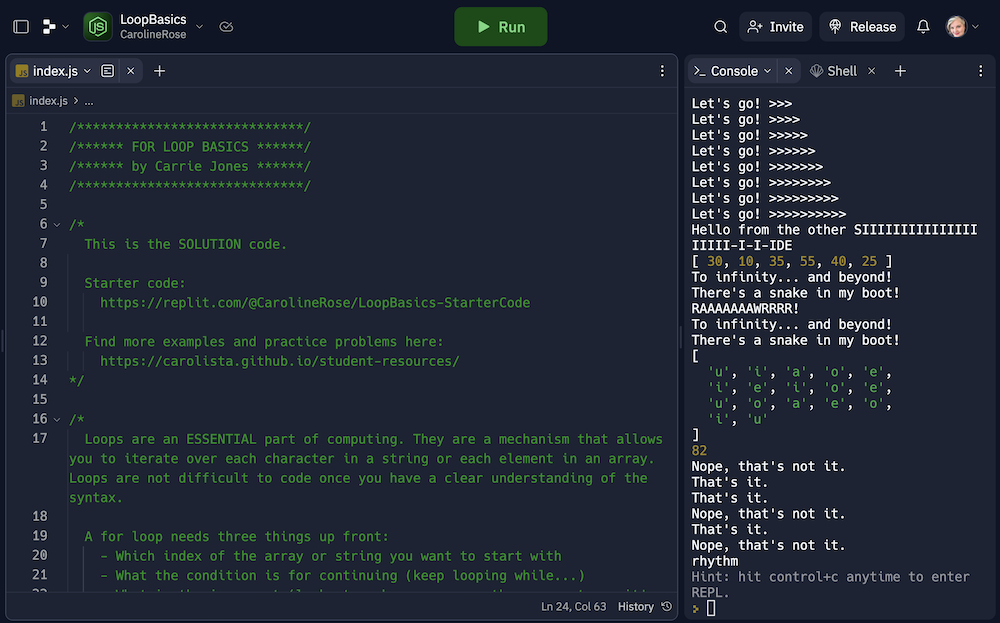 LoopBasics
CarolineRose
Run
Invite
Release
JS index.js
JS index.js > ...
1 /*****************************/
2 /****** FOR LOOP BASICS ******/
3 /****** by Carrie Jones ******/
4 /*****************************/
5
6 /*
7 This is the SOLUTION code.
8
9 Starter code:
10 https://replit.com/@CarolineRose/LoopBasics-StarterCode
11
12 Find more examples and practice problems here:
13 https://carolista.github.io/student-resources/
14 */
15
16 /*
17 Loops are an ESSENTIAL part of computing. They are a mechanism that allows
you to iterate over each character in a string or each element in an array.
Loops are not difficult to code once you have a clear understanding of the
syntax.
18
19 A for loop needs three things up front:
20 - Which index of the array or string you want to start with
21 - What the condition is for continuing (keep looping while...)
Ln 24, Col 63 History
Console
Shell
Let's go! >>>
Let's go! >>>>
Let's go! >>>>>
Let's go! >>>>>>
Let's go! >>>>>>>
Let's go! >>>>>>>>
Let's go! >>>>>>>>>
Let's go! >>>>>>>>>>
Hello from the other SIIIIIIIIIIIIIII
IIIII-I-I-IDE
[ 30, 10, 35, 55, 40, 25 ]
To infinity... and beyond!
There's a snake in my boot!
RAAAAAAAWRRRR!
To infinity... and beyond!
There's a snake in my boot!
[
'u', 'i', 'a', 'o', 'e',
'i', 'e', 'i', 'o', 'e',
'u', 'o', 'a', 'e', 'o',
'i', 'u'
]
82
Nope, that's not it.
That's it.
That's it.
Nope, that's not it.
That's it.
Nope, that's not it.
rhythm
Hint: hit control+c anytime to enter
REPL.
>